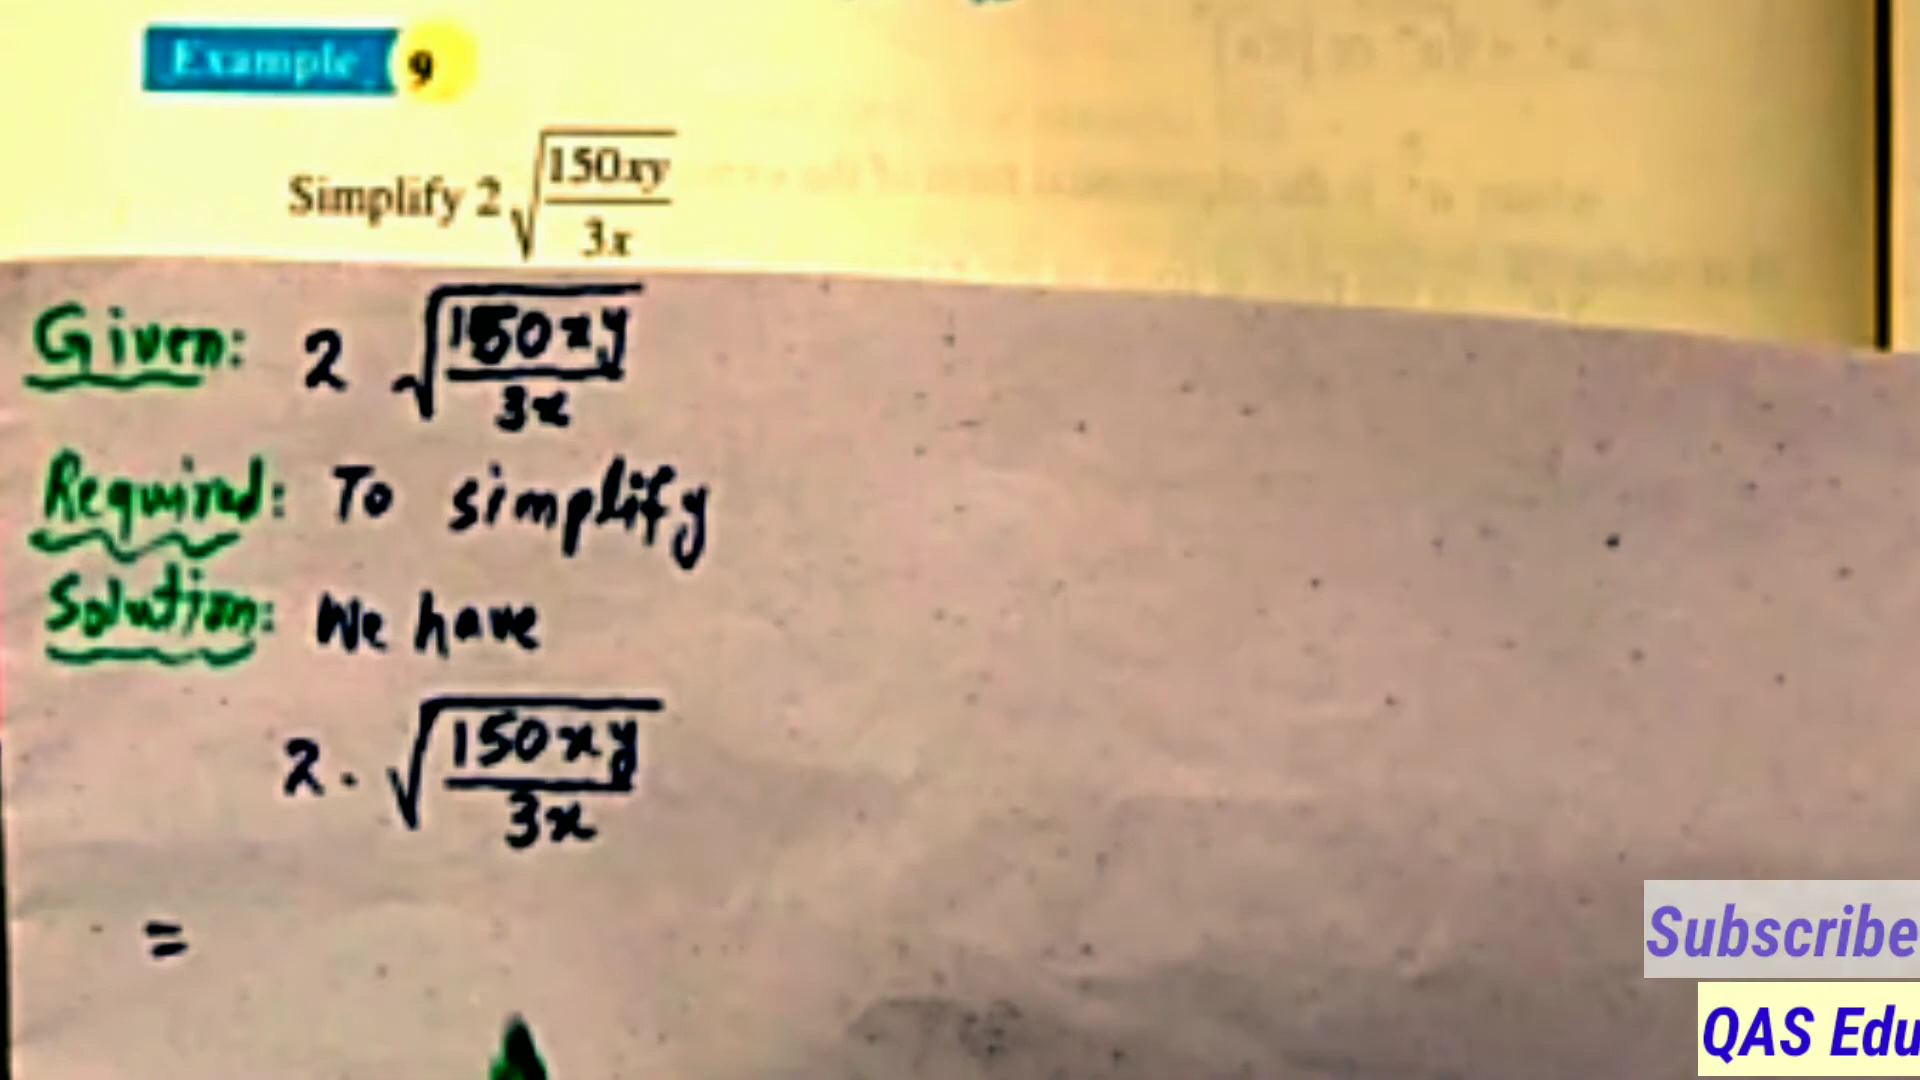 Example 9
Simplify 2√(150xy/3x)
Given: 2 √(150xy/3x)
Required: To simplify
Solution: We have
2 . √(150xy/3x)
=
Subscribe
QAS Edu